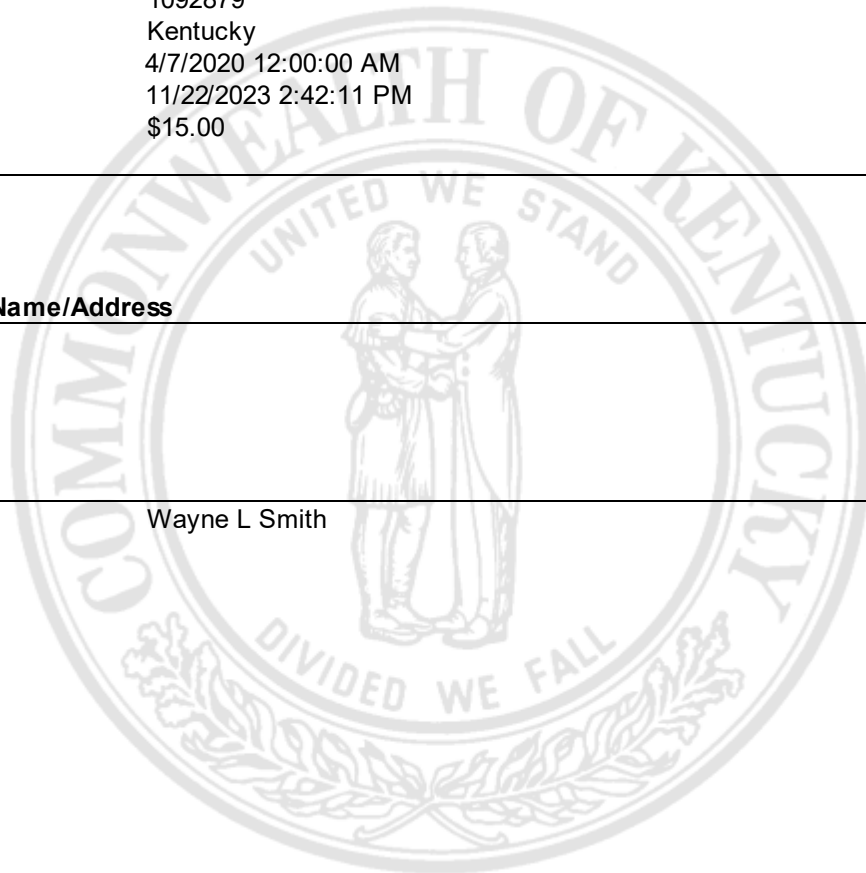 1092879
Kentucky
4/7/2020 12:00:00 AM
11/22/2023 2:42:11 PM
$15.00
Name/Address
Wayne L Smith
COMMONWEALTH OF KENTUCKY
UNITED WE STAND
DIVIDED WE FALL